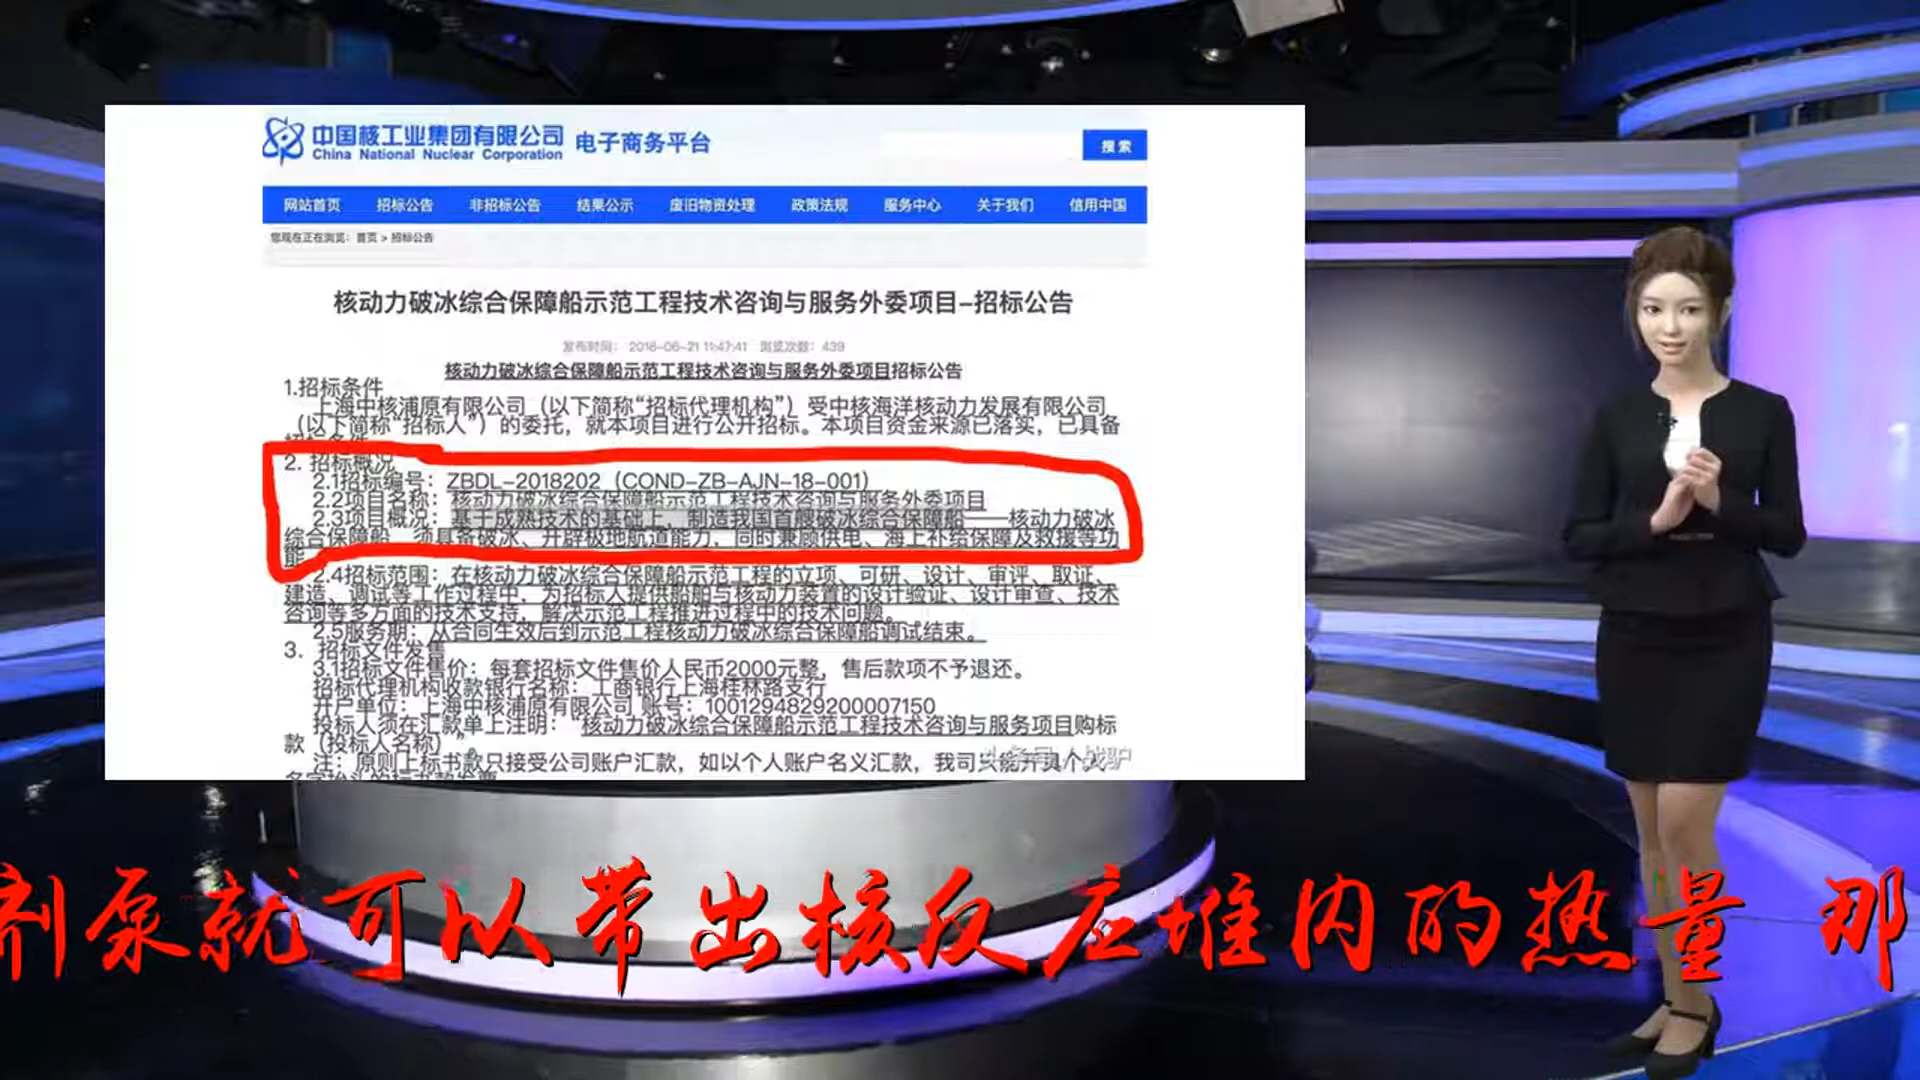 中国核工业集团有限公司 电子商务平台
China National Nuclear Corporation
搜索
网站首页 招标公告 非招标公告 结果公示 废旧物资处理 政策法规 服务中心 关于我们 信用中国
您现在正在浏览：首页 > 招标公告
核动力破冰综合保障船示范工程技术咨询与服务外委项目-招标公告
发布时间： 2018-06-21 11:47:41 浏览次数：439
核动力破冰综合保障船示范工程技术咨询与服务外委项目招标公告
1.招标条件
上海中核浦原有限公司（以下简称“招标代理机构”）受中核海洋核动力发展有限公司
（以下简称“招标人”）的委托，就本项目进行公开招标。本项目资金来源已落实，已具备
招标条件
2. 招标概况
2.1招标编号：ZBDL-2018202（COND-ZB-AJN-18-001）
2.2项目名称：核动力破冰综合保障船示范工程技术咨询与服务外委项目
2.3项目概况：基于成熟技术的基础上，制造我国首艘破冰综合保障船——核动力破冰
综合保障船，须具备破冰、开辟极地航道能力，同时兼顾供电、海上补给保障及救援等功
能
2.4招标范围：在核动力破冰综合保障船示范工程的立项、可研、设计、审评、取证、
建造、调试等工作过程中，为招标人提供船舶与核动力装置的设计验证、设计审查、技术
咨询等多方面的技术支持，解决示范工程推进过程中的技术问题。
2.5服务期：从合同生效后到示范工程核动力破冰综合保障船调试结束。
3. 招标文件发售
3.1招标文件售价：每套招标文件售价人民币2000元整，售后款项不予退还。
招标代理机构收款银行名称：工商银行上海桂林路支行
开户单位：上海中核浦原有限公司 账号：1001294829200007150
投标人须在汇款单上注明：“核动力破冰综合保障船示范工程技术咨询与服务项目购标
款（投标人名称）”。
注：原则上标书款只接受公司账户汇款，如以个人账户名义汇款，我司只能开具个人
剂泵就可以带出核反应堆内的热量 那